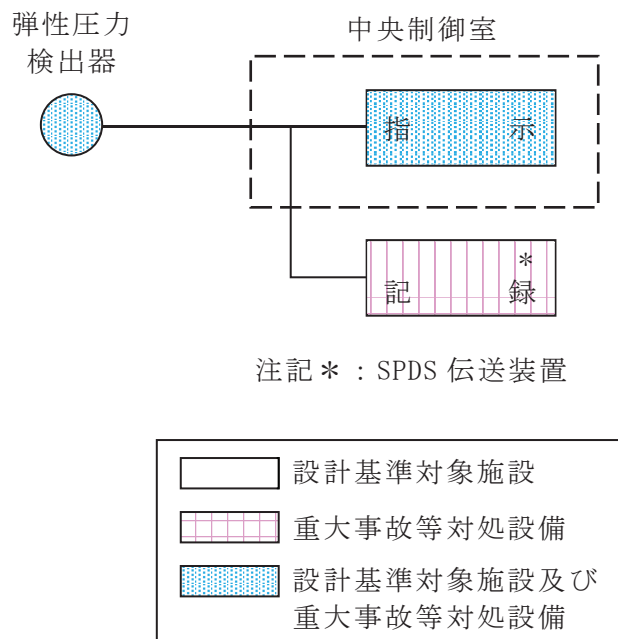 弾性圧力
検出器
中央制御室
指示
記録*
注記*：SPDS 伝送装置
設計基準対象施設
重大事故等対処設備
設計基準対象施設及び
重大事故等対処設備